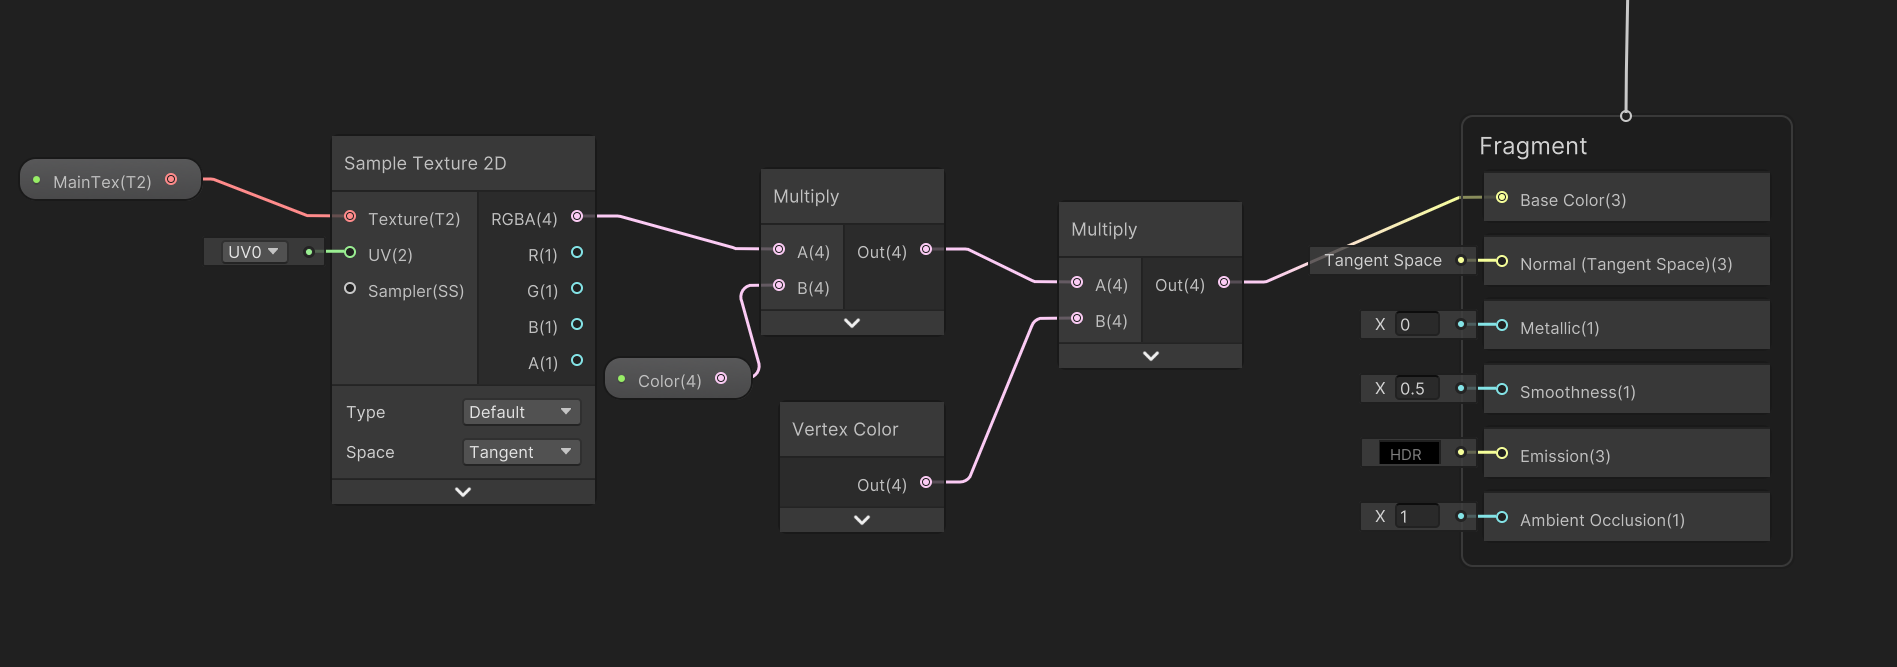 MainTex(T2)
UV0
Sample Texture 2D
Texture(T2)
UV(2)
Sampler(SS)
RGBA(4)
R(1)
G(1)
B(1)
A(1)
Type
Default
Space
Tangent
Color(4)
Multiply
A(4)
B(4)
Out(4)
Vertex Color
Out(4)
Multiply
A(4)
B(4)
Out(4)
Fragment
Base Color(3)
Tangent Space
Normal (Tangent Space)(3)
X 0
Metallic(1)
X 0.5
Smoothness(1)
HDR
Emission(3)
X 1
Ambient Occlusion(1)